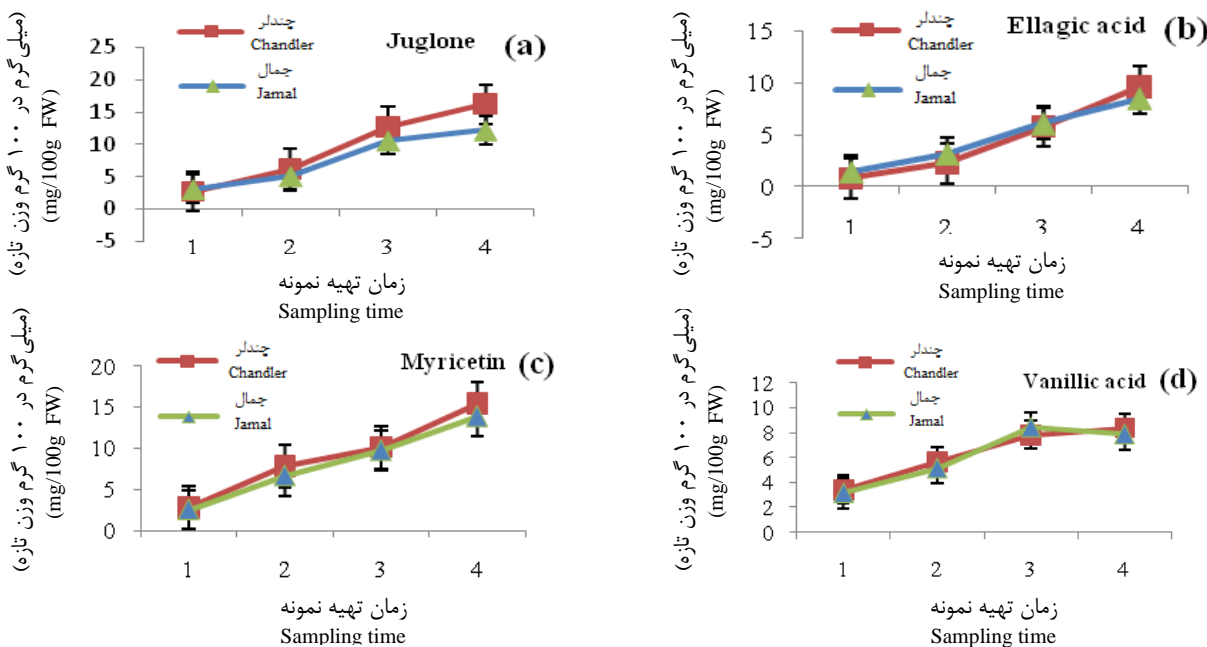 (میلی‌گرم در ۱۰۰ گرم وزن تازه)
(mg/100g FW)
چندلر
Chandler
جمال
Jamal
Juglone
(a)
25
20
15
10
5
0
-5
1 2 3 4
زمان تهیه نمونه
Sampling time
(میلی‌گرم در ۱۰۰ گرم وزن تازه)
(mg/100g FW)
چندلر
Chandler
جمال
Jamal
Ellagic acid
(b)
15
10
5
0
-5
1 2 3 4
زمان تهیه نمونه
Sampling time
(میلی‌گرم در ۱۰۰ گرم وزن تازه)
(mg/100g FW)
چندلر
Chandler
جمال
Jamal
Myricetin (c)
20
15
10
5
0
1 2 3 4
زمان تهیه نمونه
Sampling time
(میلی‌گرم در ۱۰۰ گرم وزن تازه)
(mg/100g FW)
چندلر
Chandler
جمال
Jamal
Vanillic acid (d)
12
10
8
6
4
2
0
1 2 3 4
زمان تهیه نمونه
Sampling time